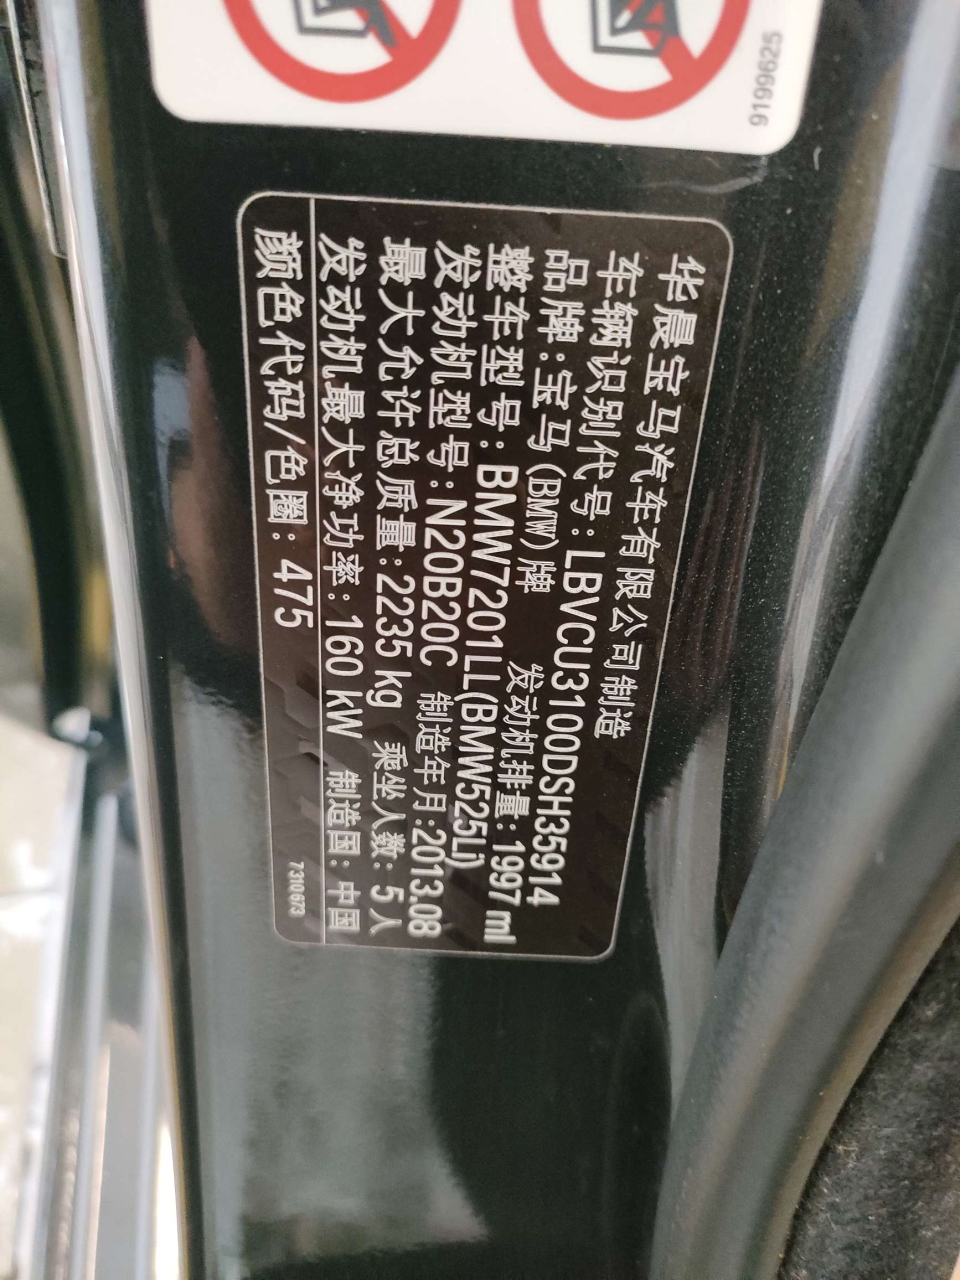 9199625
华晨宝马汽车有限公司制造
车辆识别代号：LBVCU3100DSH35914
品牌：宝马(BMW)牌 发动机排量：1997 ml
整车型号：BMW7201LL(BMW525Li)
发动机型号：N20B20C 制造年月：2013.08
最大允许总质量：2235 kg 乘坐人数：5人
发动机最大净功率：160 kW 制造国：中国
颜色代码/色圈：475
7310673